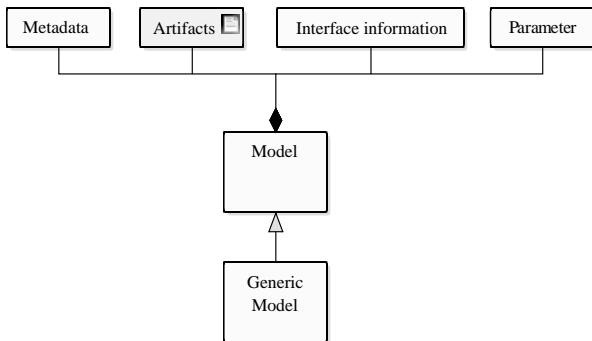 Metadata
Artifacts
Interface information
Parameter
Model
Generic
Model